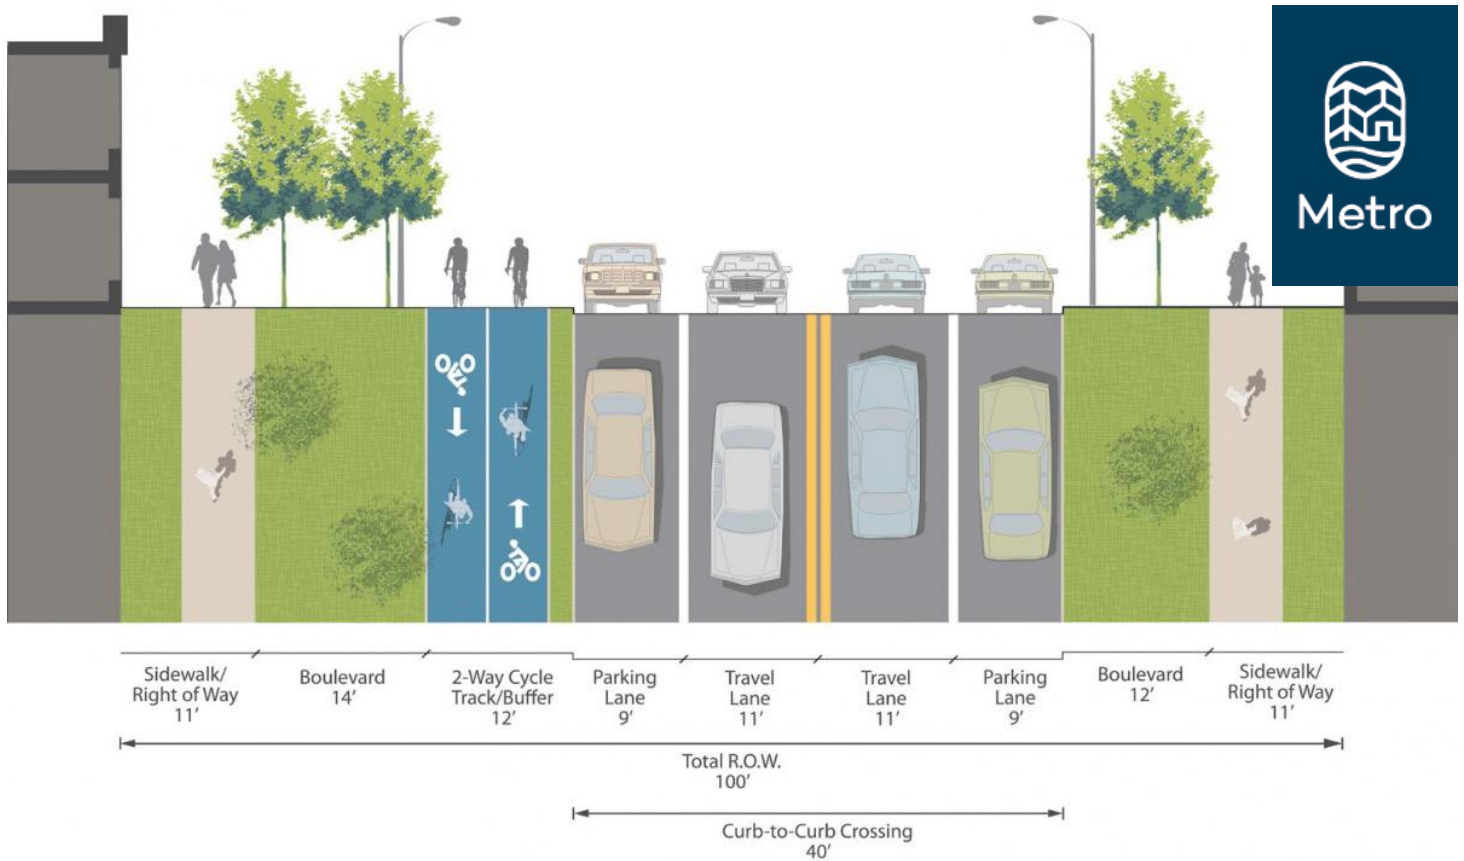 Metro
Sidewalk/
Right of Way
11′
Boulevard
14′
2-Way Cycle
Track/Buffer
12′
Parking
Lane
9′
Travel
Lane
11′
Travel
Lane
11′
Parking
Lane
9′
Boulevard
12′
Sidewalk/
Right of Way
11′
Total R.O.W.
100′
Curb-to-Curb Crossing
40′